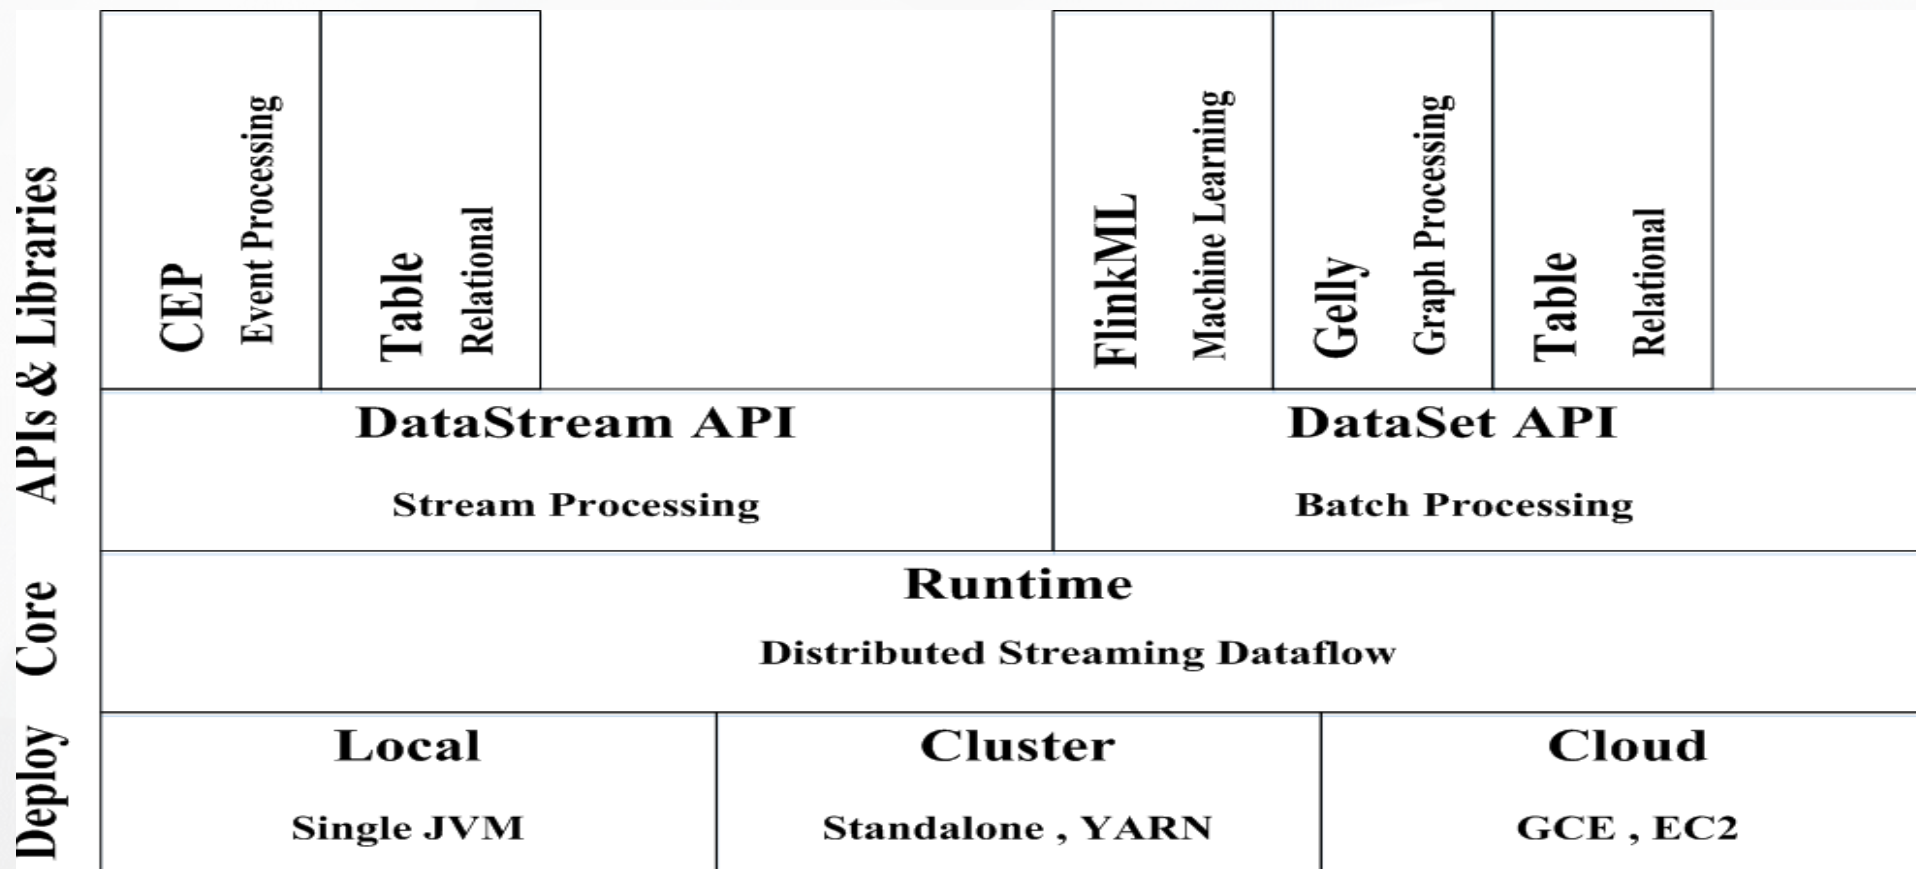 APIs & Libraries
CEP
Event Processing
Table
Relational
FlinkML
Machine Learning
Gelly
Graph Processing
Table
Relational
DataStream API
Stream Processing
DataSet API
Batch Processing
Core
Runtime
Distributed Streaming Dataflow
Deploy
Local
Single JVM
Cluster
Standalone , YARN
Cloud
GCE , EC2